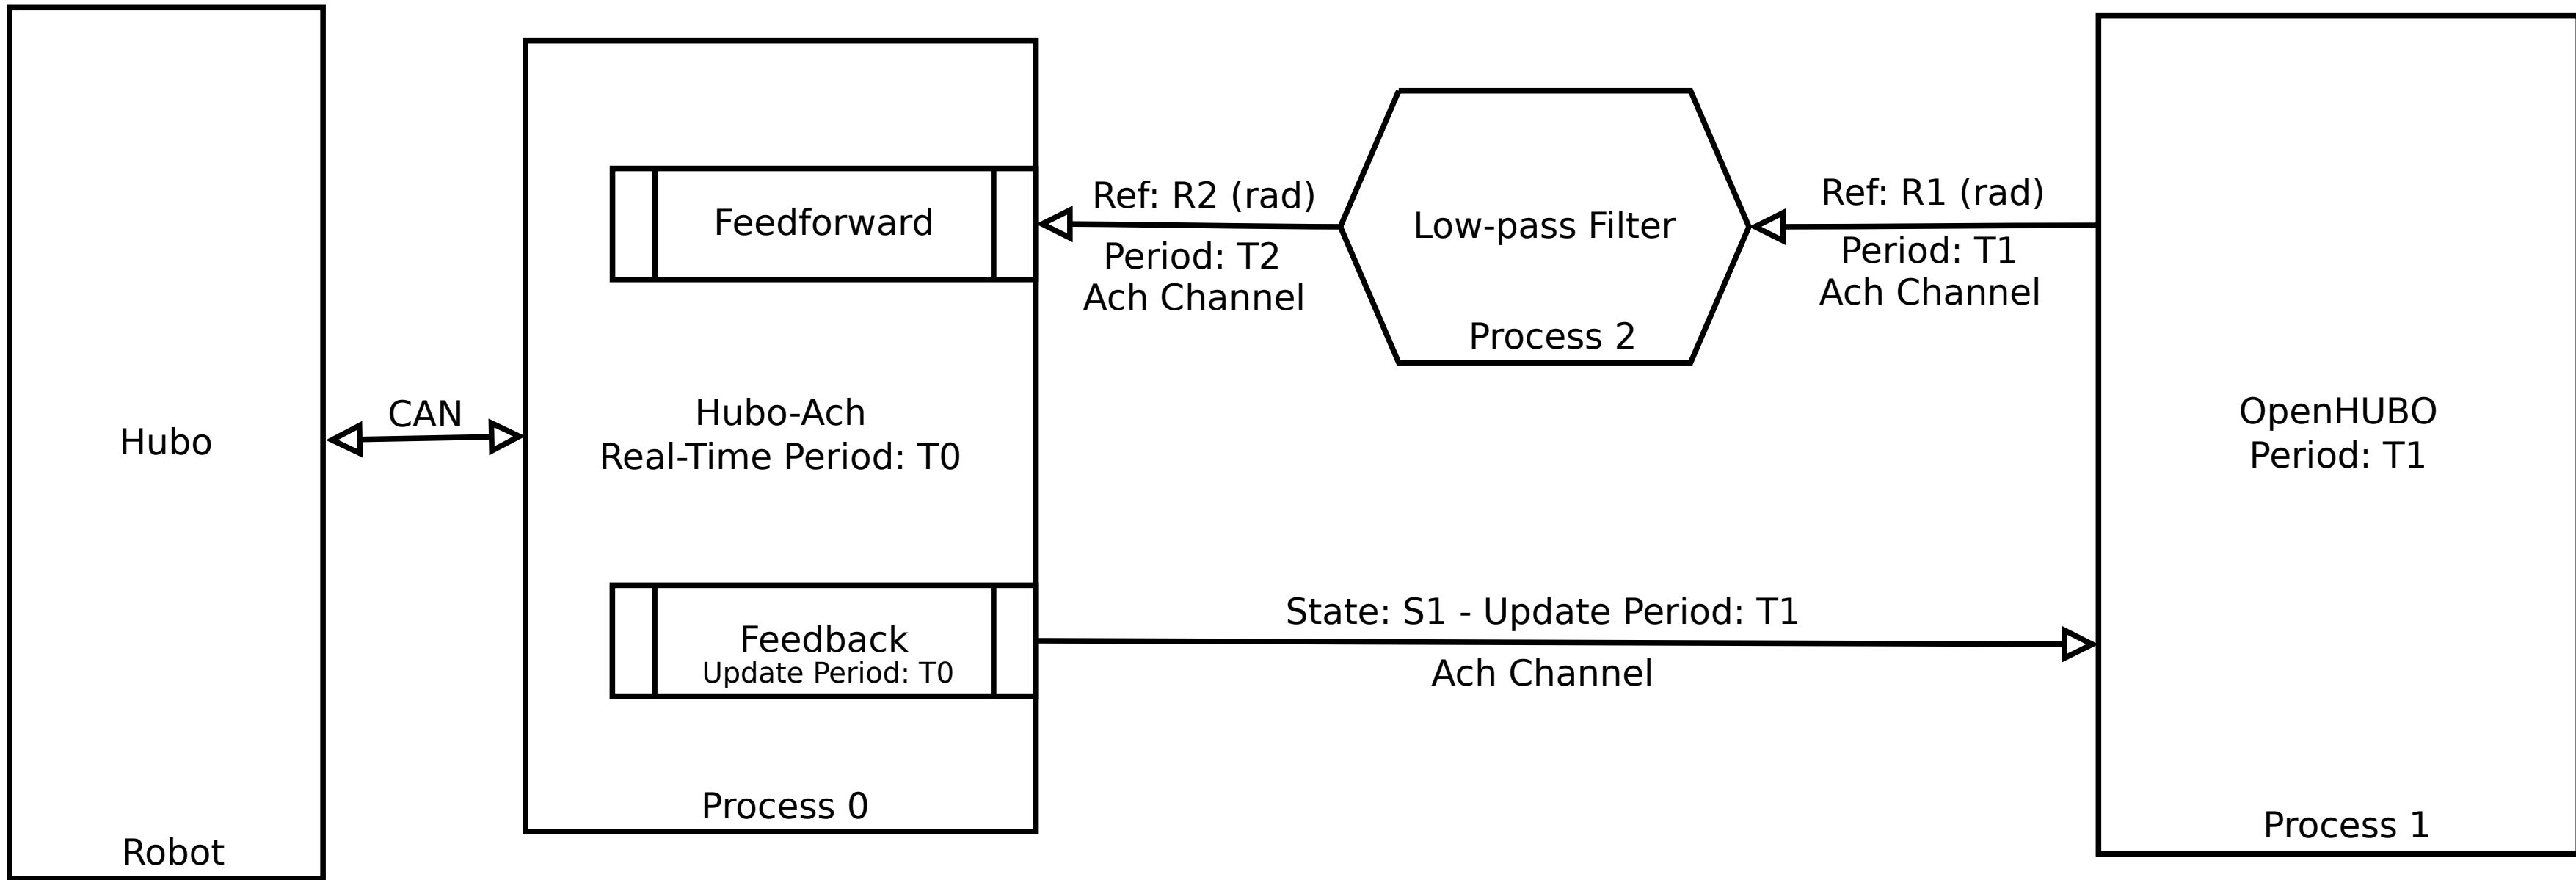 Hubo
Robot
CAN
Feedforward
Hubo-Ach
Real-Time Period: T0
Feedback
Update Period: T0
Process 0
Ref: R2 (rad)
Period: T2
Ach Channel
Low-pass Filter
Process 2
Ref: R1 (rad)
Period: T1
Ach Channel
State: S1 - Update Period: T1
Ach Channel
OpenHUBO
Period: T1
Process 1